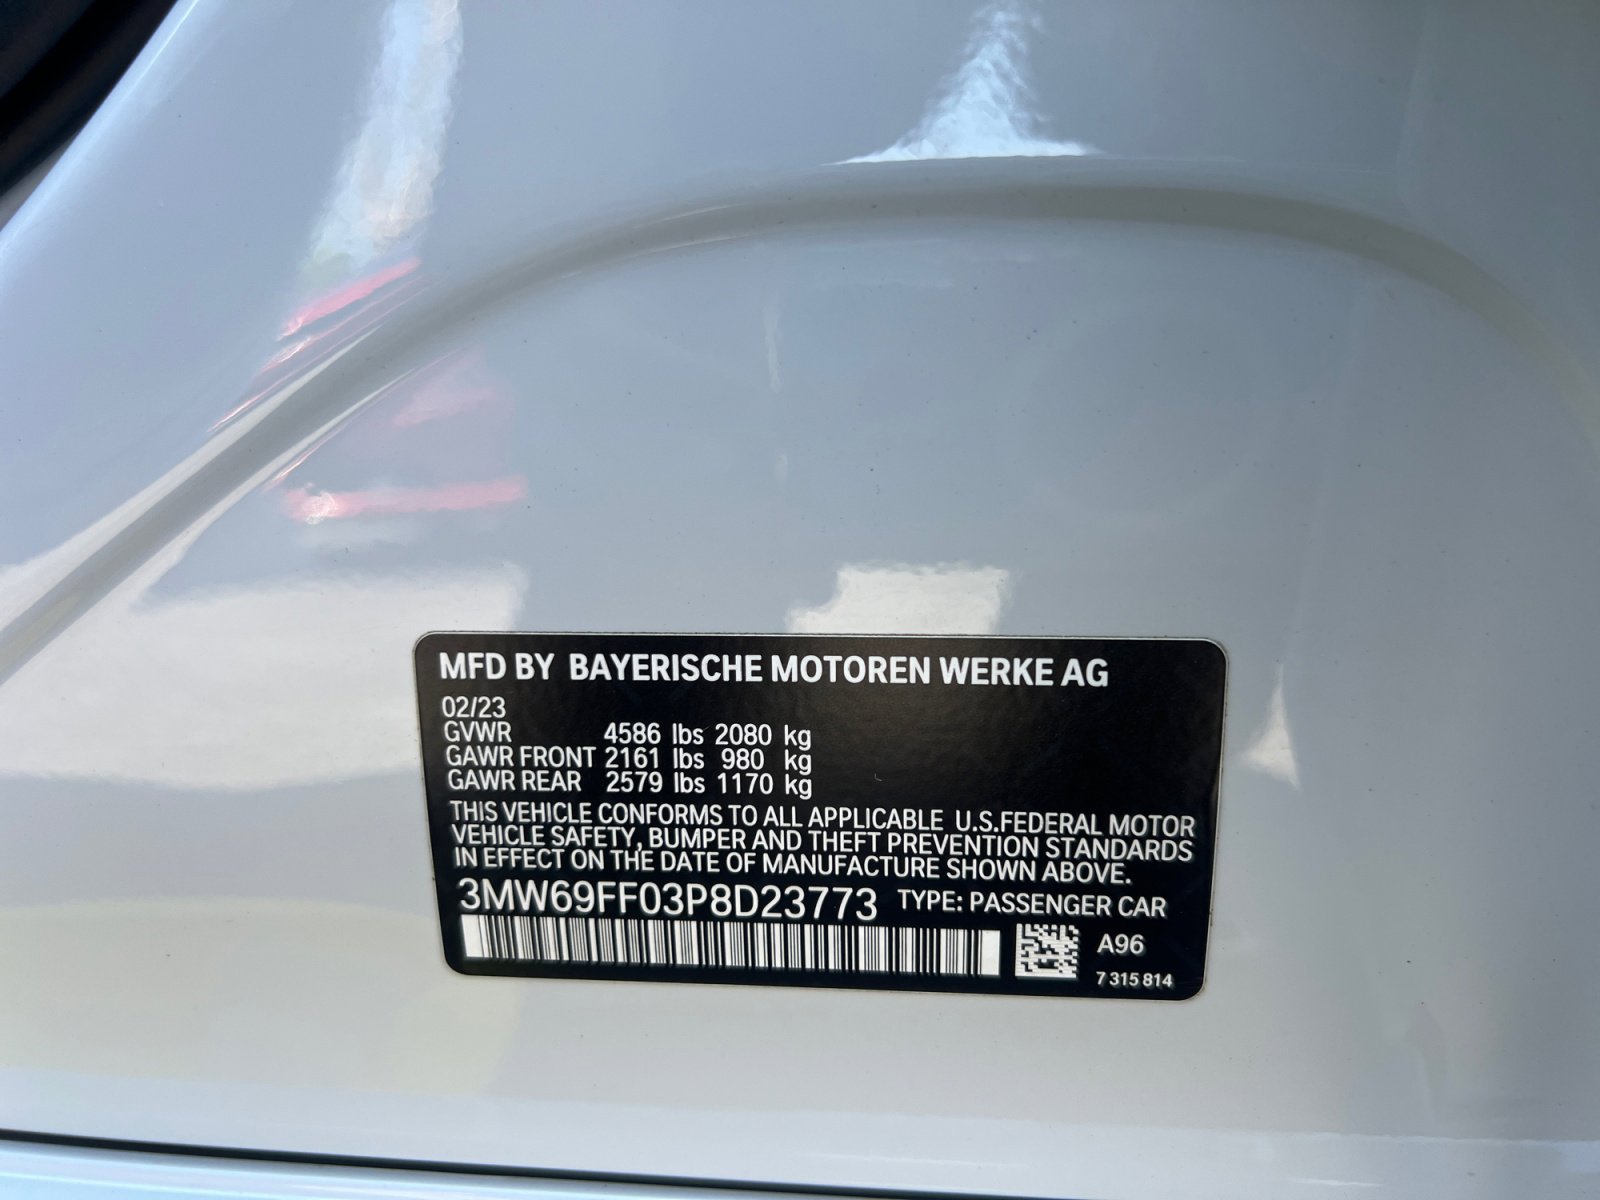 MFD BY BAYERISCHE MOTOREN WERKE AG
02/23
GVWR 4586 lbs 2080 kg
GAWR FRONT 2161 lbs 980 kg
GAWR REAR 2579 lbs 1170 kg
THIS VEHICLE CONFORMS TO ALL APPLICABLE U.S.FEDERAL MOTOR
VEHICLE SAFETY, BUMPER AND THEFT PREVENTION STANDARDS
IN EFFECT ON THE DATE OF MANUFACTURE SHOWN ABOVE.
3MW69FF03P8D23773 TYPE: PASSENGER CAR
A96
7 315 814